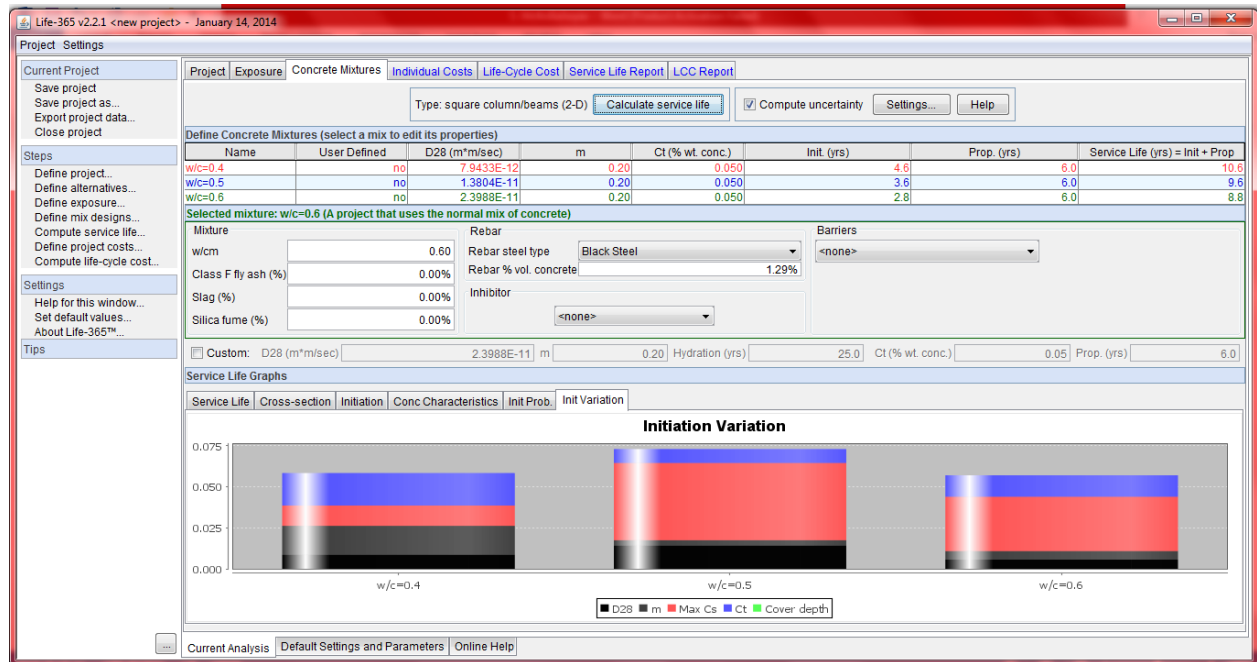 Life-365 v2.2.1 <new project> - January 14, 2014
Project Settings
Current Project
Save project
Save project as...
Export project data...
Close project
Steps
Define project...
Define alternatives...
Define exposure...
Define mix designs...
Compute service life...
Define project costs...
Compute life-cycle cost...
Settings
Help for this window...
Set default values...
About Life-365™...
Tips
...
Project Exposure Concrete Mixtures Individual Costs Life-Cycle Cost Service Life Report LCC Report
Type: square column/beams (2-D) Calculate service life Compute uncertainty Settings... Help
Define Concrete Mixtures (select a mix to edit its properties)
Name User Defined D28 (m*m/sec) m Ct (% wt. conc.) Init. (yrs) Prop. (yrs) Service Life (yrs) = Init + Prop
w/c=0.4 no 7.9433E-12 0.20 0.050 4.6 6.0 10.6
w/c=0.5 no 1.3804E-11 0.20 0.050 3.6 6.0 9.6
w/c=0.6 no 2.3988E-11 0.20 0.050 2.8 6.0 8.8
Selected mixture: w/c=0.6 (A project that uses the normal mix of concrete)
Mixture
w/cm 0.60
Class F fly ash (%) 0.00%
Slag (%) 0.00%
Silica fume (%) 0.00%
Rebar
Rebar steel type Black Steel
Rebar % vol. concrete 1.29%
Inhibitor
<none>
Barriers
<none>
Custom: D28 (m*m/sec) 2.3988E-11 m 0.20 Hydration (yrs) 25.0 Ct (% wt. conc.) 0.05 Prop. (yrs) 6.0
Service Life Graphs
Service Life Cross-section Initiation Conc Characteristics Init Prob. Init Variation
Initiation Variation
0.075
0.050
0.025
0.000
w/c=0.4 w/c=0.5 w/c=0.6
D28 m Max Cs Ct Cover depth
Current Analysis Default Settings and Parameters Online Help